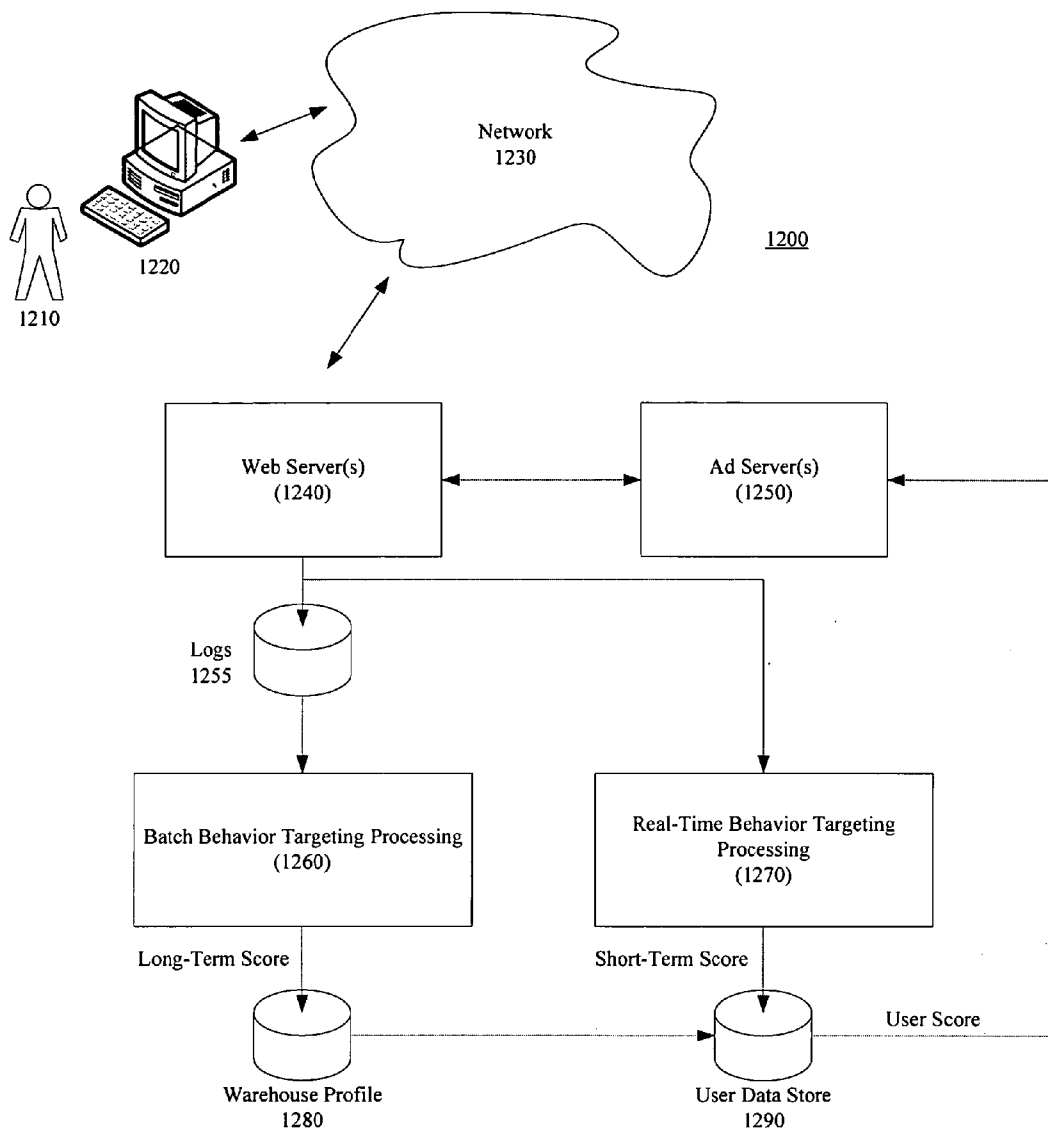 Network
1230
1200
1220
1210
Web Server(s)
(1240)
Ad Server(s)
(1250)
Logs
1255
Batch Behavior Targeting Processing
(1260)
Real-Time Behavior Targeting
Processing
(1270)
Long-Term Score
Short-Term Score
User Score
Warehouse Profile
1280
User Data Store
1290